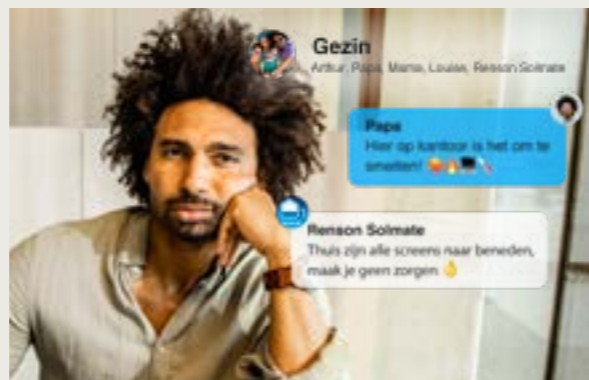 Gezin
Arthur, Papa, Mama, Louise, Renson Solmate
Papa
Hier op kantoor is het om te
smelten! 🥵🔥🖥️🌡️
Renson Solmate
Thuis zijn alle screens naar beneden,
maak je geen zorgen 👌